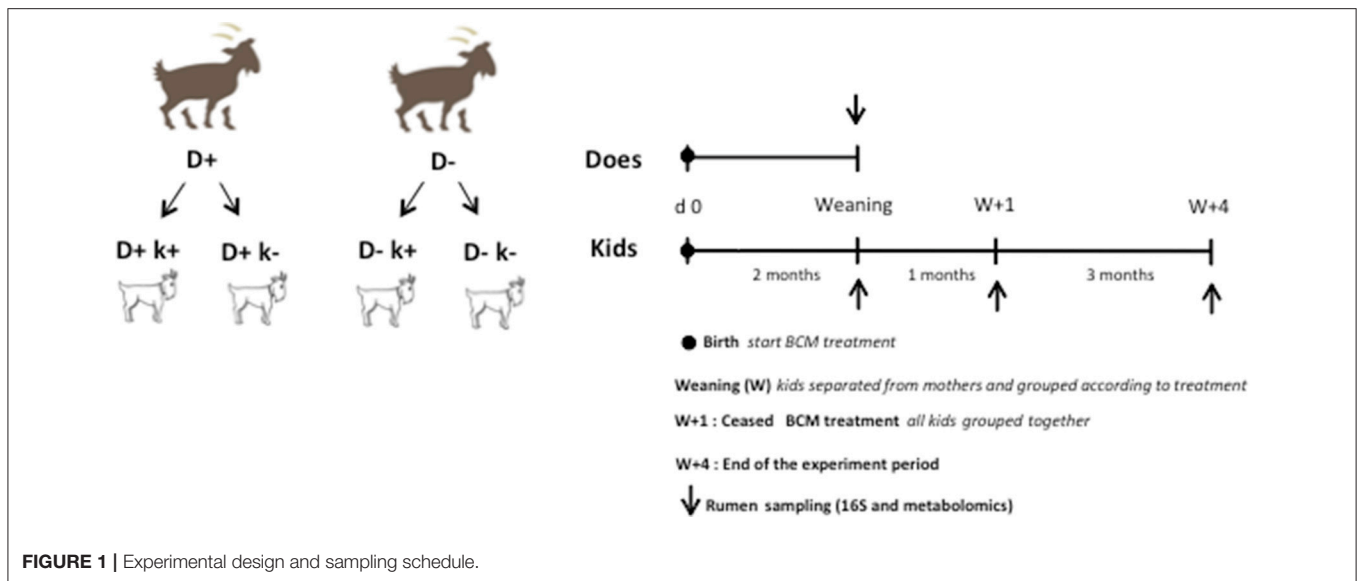 D+
D-
D+ k+
D+ k-
D- k+
D- k-
Does
d 0
Weaning
W+1
W+4
Kids
2 months
1 months
3 months
Birth start BCM treatment
Weaning (W) kids separated from mothers and grouped according to treatment
W+1 : Ceased BCM treatment all kids grouped together
W+4 : End of the experiment period
Rumen sampling (16S and metabolomics)
FIGURE 1 | Experimental design and sampling schedule.